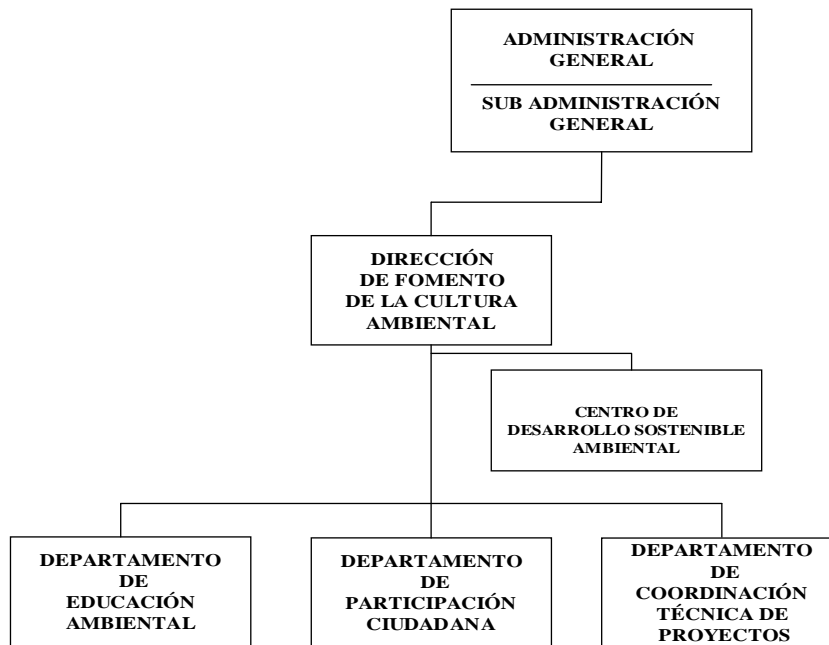 ADMINISTRACIÓN
GENERAL
SUB ADMINISTRACIÓN
GENERAL
DIRECCIÓN
DE FOMENTO
DE LA CULTURA
AMBIENTAL
CENTRO DE
DESARROLLO SOSTENIBLE
AMBIENTAL
DEPARTAMENTO
DE
EDUCACIÓN
AMBIENTAL
DEPARTAMENTO
DE
PARTICIPACIÓN
CIUDADANA
DEPARTAMENTO
DE
COORDINACIÓN
TÉCNICA DE
PROYECTOS